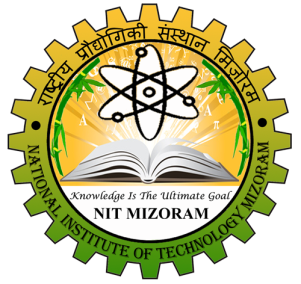 राष्ट्रीय प्रौद्योगिकी संस्थान मिज़ोरम
Knowledge Is The Ultimate Goal
NIT MIZORAM
NATIONAL INSTITUTE OF TECHNOLOGY MIZORAM